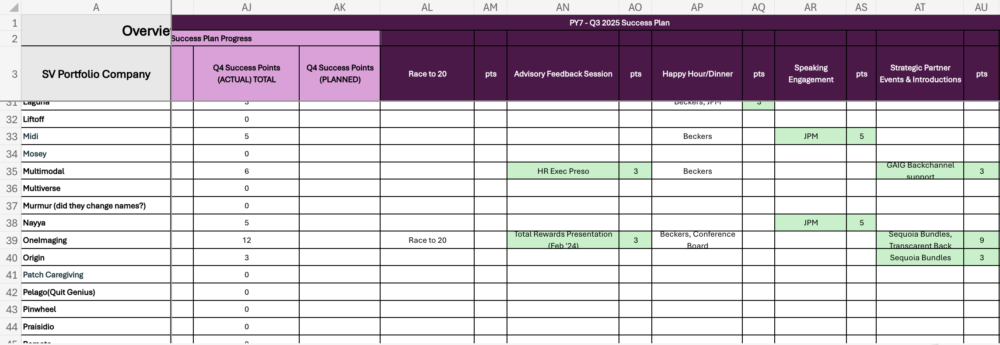 A AJ AK AL AM AN AO AP AQ AR AS AT AU
1 PY7 - Q3 2025 Success Plan
Overvie
2 Success Plan Progress
3 SV Portfolio Company Q4 Success Points (ACTUAL) TOTAL Q4 Success Points (PLANNED) Race to 20 pts Advisory Feedback Session pts Happy Hour/Dinner pts Speaking Engagement pts Strategic Partner Events & Introductions pts
31 Laguna 3 Beckers, JPM 3
32 Liftoff 0
33 Midi 5 Beckers JPM 5
34 Mosey 0
35 Multimodal 6 HR Exec Preso 3 Beckers GAIG Backchannel support 3
36 Multiverse 0
37 Murmur (did they change names?) 0
38 Nayya 5 JPM 5
39 OneImaging 12 Race to 20 Total Rewards Presentation (Feb '24) 3 Beckers, Conference Board Sequoia Bundles, Transcarent Back 9
40 Origin 3 Sequoia Bundles 3
41 Patch Caregiving 0
42 Pelago(Quit Genius) 0
43 Pinwheel 0
44 Praisidio 0
45 Remote 0